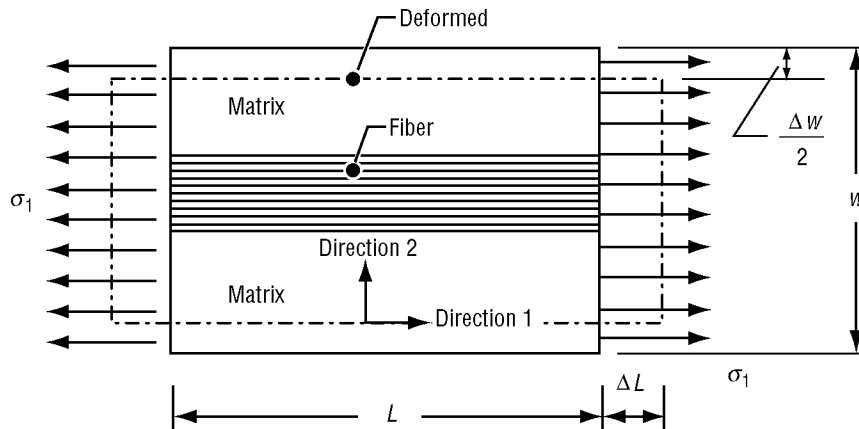 Deformed
Matrix
Δw
2
Fiber
σ1
w
Direction 2
Matrix
Direction 1
σ1
ΔL
L